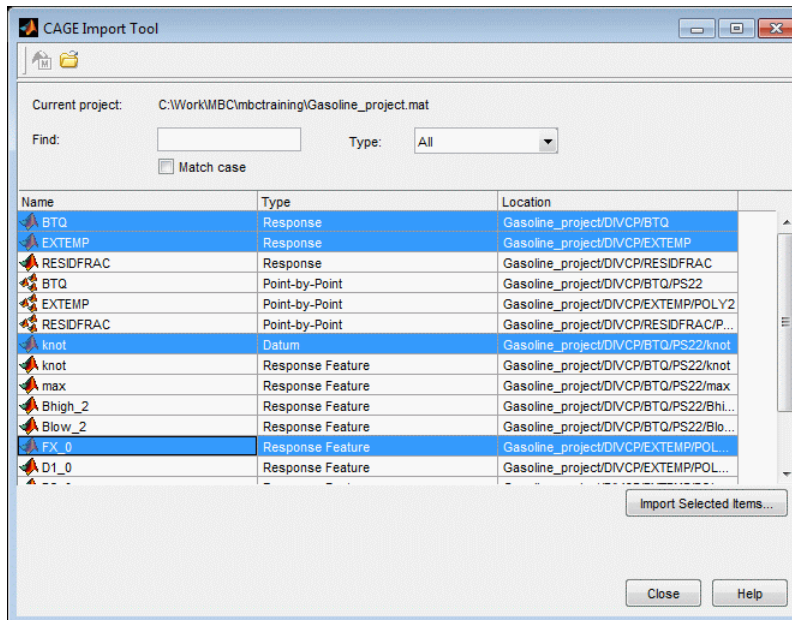 CAGE Import Tool
Current project: C:\Work\MBC\mbctraining\Gasoline_project.mat
Find: Type: All
Match case
Name Type Location
BTQ Response Gasoline_project/DIVCP/BTQ
EXTEMP Response Gasoline_project/DIVCP/EXTEMP
RESIDFRAC Response Gasoline_project/DIVCP/RESIDFRAC
BTQ Point-by-Point Gasoline_project/DIVCP/BTQ/PS22
EXTEMP Point-by-Point Gasoline_project/DIVCP/EXTEMP/POLY2
RESIDFRAC Point-by-Point Gasoline_project/DIVCP/RESIDFRAC/P...
knot Datum Gasoline_project/DIVCP/BTQ/PS22/knot
knot Response Feature Gasoline_project/DIVCP/BTQ/PS22/knot
max Response Feature Gasoline_project/DIVCP/BTQ/PS22/max
Bhigh_2 Response Feature Gasoline_project/DIVCP/BTQ/PS22/Bhi...
Blow_2 Response Feature Gasoline_project/DIVCP/BTQ/PS22/Blo...
FX_0 Response Feature Gasoline_project/DIVCP/EXTEMP/POL...
D1_0 Response Feature Gasoline_project/DIVCP/EXTEMP/POL...
Import Selected Items...
Close Help